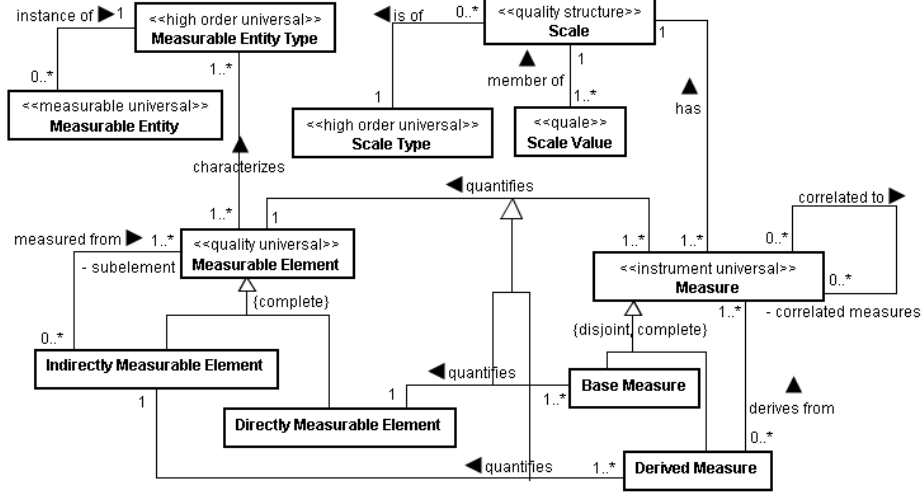 instance of 1
<<high order universal>>
Measurable Entity Type
0..*
1..*
<<measurable universal>>
Measurable Entity
characterizes
is of
0..*
<<quality structure>>
Scale
1
1
member of
1
1..*
has
<<high order universal>>
Scale Type
<<quale>>
Scale Value
quantifies
1..*
1
measured from
1..*
- subelement
<<quality universal>>
Measurable Element
{complete}
1..*
1..*
correlated to
0..*
0..*
<<instrument universal>>
Measure
- correlated measures
1..*
{disjoint, complete}
0..*
Indirectly Measurable Element
1
quantifies
1
1..*
Base Measure
Directly Measurable Element
derives from
0..*
quantifies
1..*
Derived Measure